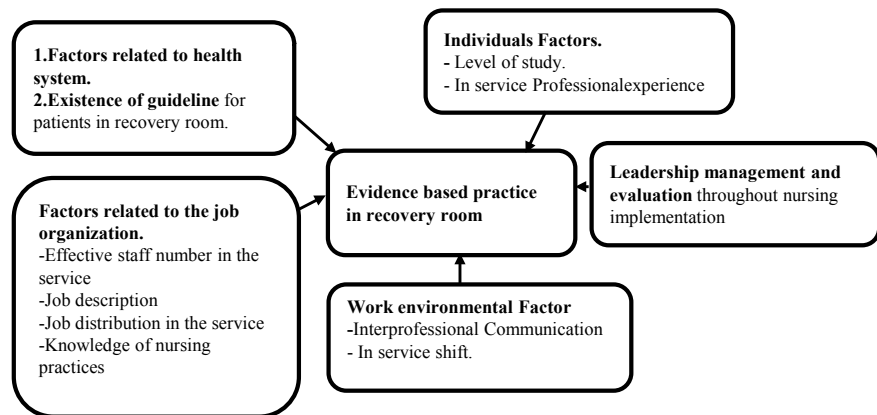 1.Factors related to health
system.
2.Existence of guideline for
patients in recovery room.
Individuals Factors.
- Level of study.
- In service Professionalexperience
Evidence based practice
in recovery room
Leadership management and
evaluation throughout nursing
implementation
Factors related to the job
organization.
-Effective staff number in the
service
-Job description
-Job distribution in the service
-Knowledge of nursing
practices
Work environmental Factor
-Interprofessional Communication
- In service shift.